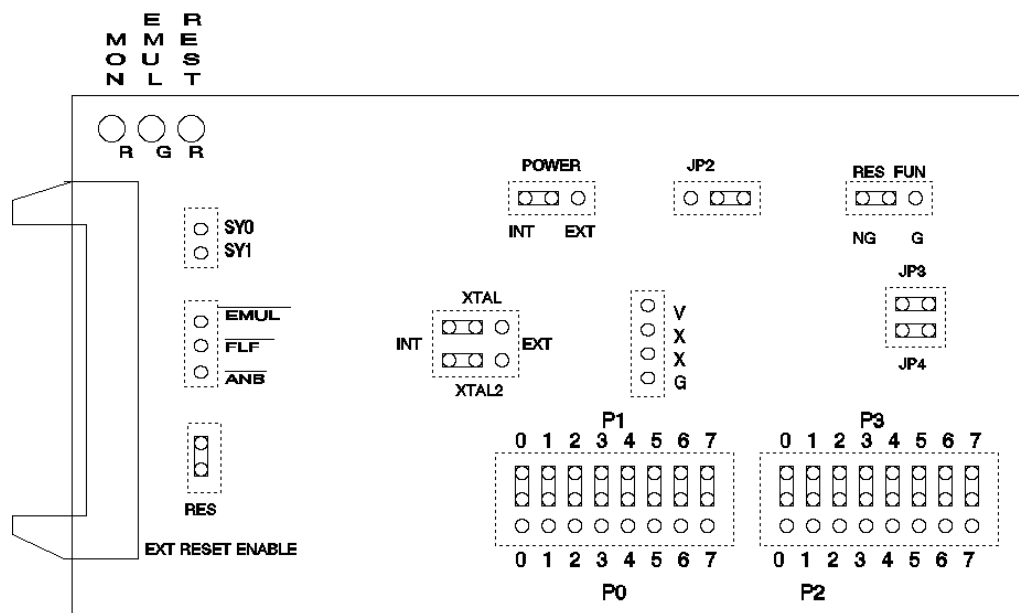 MON EMUL REST
R G R
POWER JP2 RES FUN
INT EXT NG G
SY0
SY1
JP3
XTAL
EMUL
INT EXT
FLF
ANB
XTAL2
V
X
X
G
JP4
P1 P3
0 1 2 3 4 5 6 7 0 1 2 3 4 5 6 7
RES
EXT RESET ENABLE
0 1 2 3 4 5 6 7 0 1 2 3 4 5 6 7
P0 P2